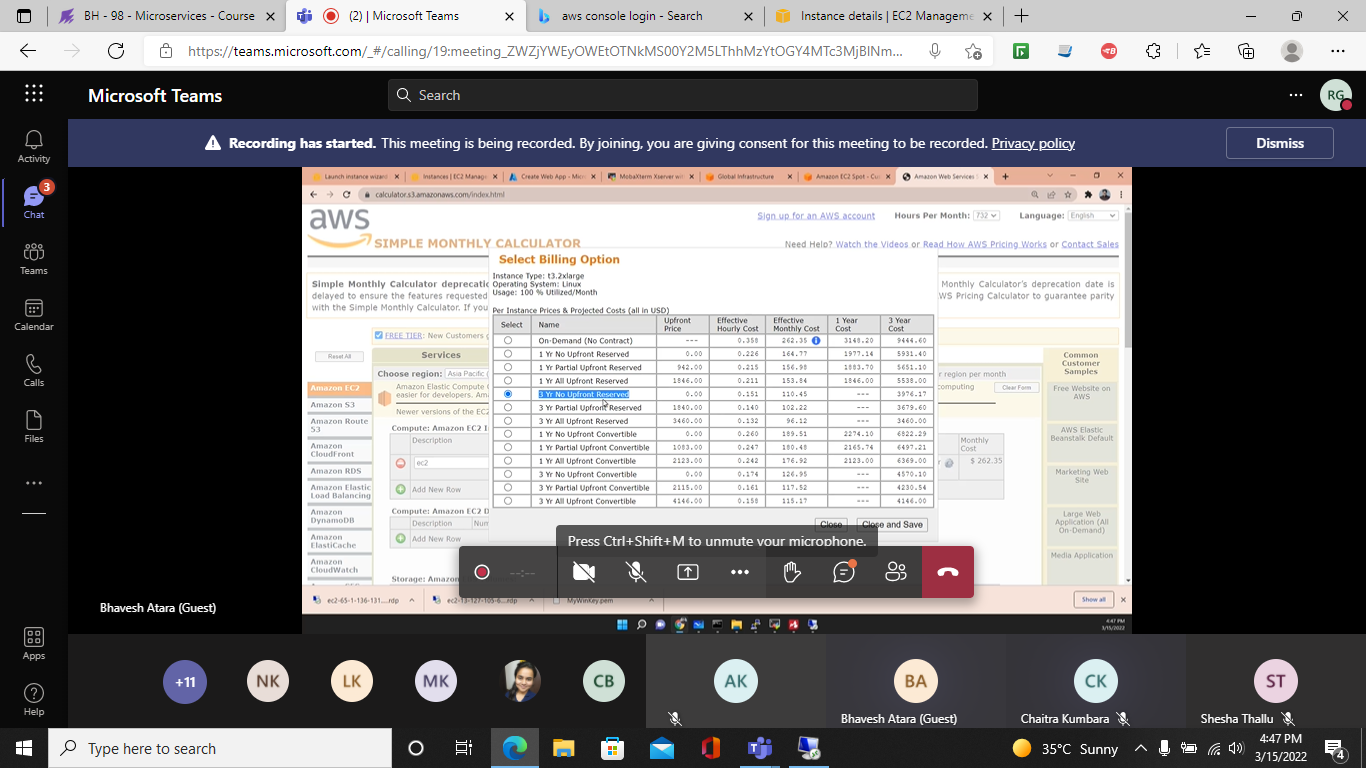 BH - 98 - Microservices - Course
(2) | Microsoft Teams
aws console login - Search
Instance details | EC2 Manageme
https://teams.microsoft.com/_#/calling/19:meeting_ZWZjYWEyOWEtOTNkMS00Y2M5LThhMzYtOGY4MTc3MjBlNm...
Microsoft Teams
Search
RG
Recording has started. This meeting is being recorded. By joining, you are giving consent for this meeting to be recorded. Privacy policy
Dismiss
Activity
3
Chat
Teams
Calendar
Calls
Files
Apps
Help
Launch instance wizard
Instances | EC2 Manage
Create Web App - Micr
MobaXterm Xserver with
Global Infrastructure
Amazon EC2 Spot - Cu
Amazon Web Services
calculator.s3.amazonaws.com/index.html
aws
SIMPLE MONTHLY CALCULATOR
Sign up for an AWS account
Hours Per Month: 732
Language: English
Need Help? Watch the Videos or Read How AWS Pricing Works or Contact Sales
Simple Monthly Calculator deprecatio
delayed to ensure the features requested
with the Simple Monthly Calculator. If you
Monthly Calculator's deprecation date is
WS Pricing Calculator to guarantee parity
FREE TIER: New Customers
Reset All
Services
Choose region: Asia Pacific (
r region per month
Amazon Elastic Compute
easier for developers. Am
Newer versions of the EC2
computing
Clear Form
Amazon EC2
Amazon S3
Amazon Route
53
Amazon
CloudFront
Amazon RDS
Amazon Elastic
Load Balancing
Amazon
DynamoDB
Amazon
ElastiCache
Amazon
CloudWatch
Compute: Amazon EC2 I
Description
ec2
Add New Row
Compute: Amazon EC2 D
Description
Num
Add New Row
Storage: Amazon
Monthly
Cost
$ 262.35
Common
Customer
Samples
Free Website on
AWS
AWS Elastic
Beanstalk Default
Marketing Web
Site
Large Web
Application (All
On-Demand)
Media Application
Select Billing Option
Instance Type: t3.2xlarge
Operating System: Linux
Usage: 100 % Utilized/Month
Per Instance Prices & Projected Costs (all in USD)
Select Name Upfront Price Effective Hourly Cost Effective Monthly Cost 1 Year Cost 3 Year Cost
On-Demand (No Contract) --- 0.358 262.35 3148.20 9444.60
1 Yr No Upfront Reserved 0.00 0.226 164.77 1977.14 5931.40
1 Yr Partial Upfront Reserved 942.00 0.215 156.98 1883.70 5651.10
1 Yr All Upfront Reserved 1846.00 0.211 153.84 1846.00 5538.00
3 Yr No Upfront Reserved 0.00 0.151 110.45 --- 3976.17
3 Yr Partial Upfront Reserved 1840.00 0.140 102.22 --- 3679.60
3 Yr All Upfront Reserved 3460.00 0.132 96.12 --- 3460.00
1 Yr No Upfront Convertible 0.00 0.260 189.51 2274.10 6822.29
1 Yr Partial Upfront Convertible 1083.00 0.247 180.48 2165.74 6497.21
1 Yr All Upfront Convertible 2123.00 0.242 176.92 2123.00 6369.00
3 Yr No Upfront Convertible 0.00 0.174 126.95 --- 4570.10
3 Yr Partial Upfront Convertible 2115.00 0.161 117.52 --- 4230.54
3 Yr All Upfront Convertible 4146.00 0.158 115.17 --- 4146.00
Close
Close and Save
Press Ctrl+Shift+M to unmute your microphone.
--:--
Bhavesh Atara (Guest)
ec2-65-1-136-131....rdp
ec2-13-127-105-6...rdp
MyWinKey.pem
Show all
4:47 PM
3/15/2022
+11
NK
LK
MK
CB
AK
BA
CK
ST
Bhavesh Atara (Guest)
Chaitra Kumbara
Shesha Thallu
Type here to search
35°C Sunny
4:47 PM
3/15/2022
4